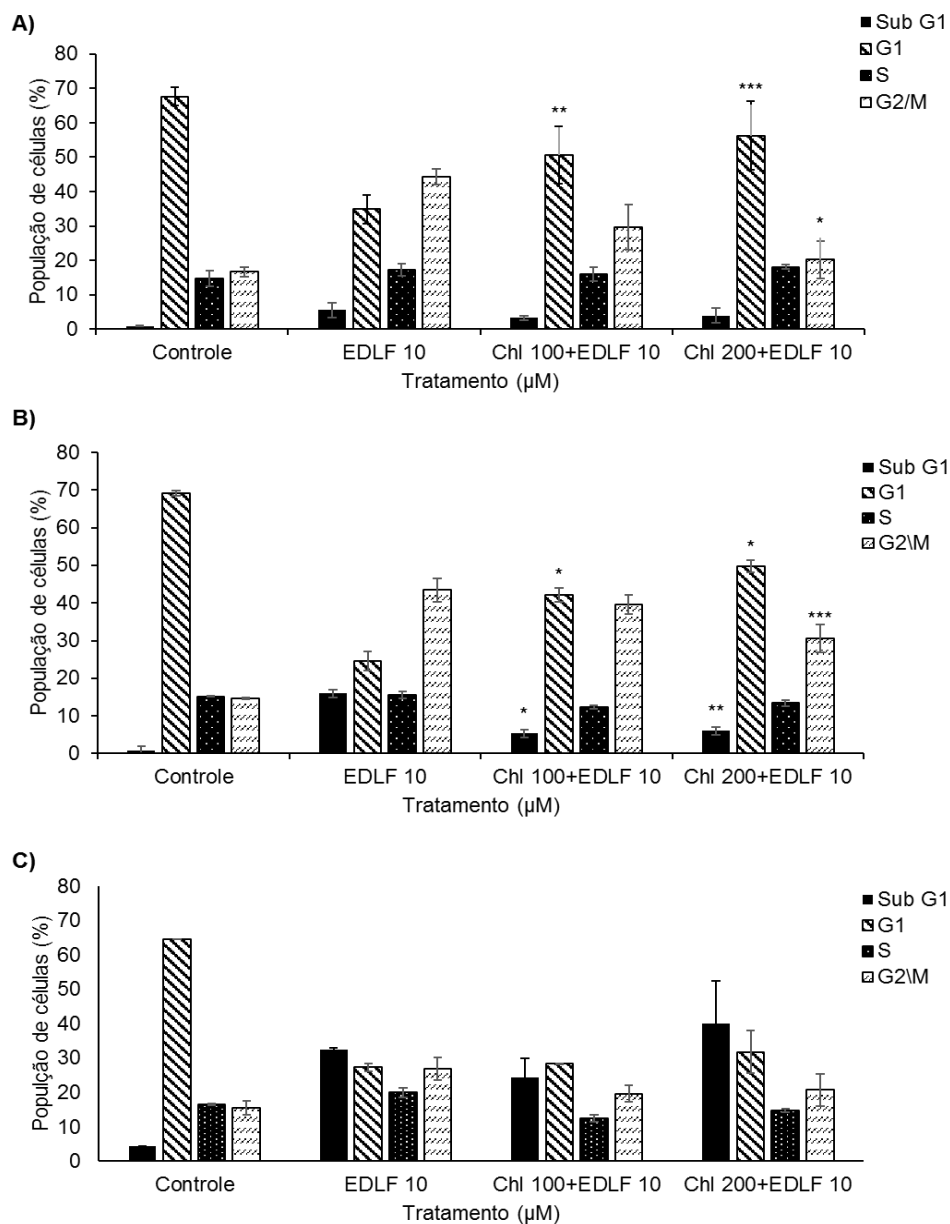 A)
População de células (%)
80
70
60
50
40
30
20
10
0
** *** *
Controle EDLF 10 Chl 100+EDLF 10 Chl 200+EDLF 10
Tratamento (µM)
Sub G1
G1
S
G2/M
B)
População de células (%)
80
70
60
50
40
30
20
10
0
* * ** * ***
Controle EDLF 10 Chl 100+EDLF 10 Chl 200+EDLF 10
Tratamento (µM)
Sub G1
G1
S
G2\M
C)
Populção de células (%)
80
70
60
50
40
30
20
10
0
Controle EDLF 10 Chl 100+EDLF 10 Chl 200+EDLF 10
Tratamento (µM)
Sub G1
G1
S
G2\M